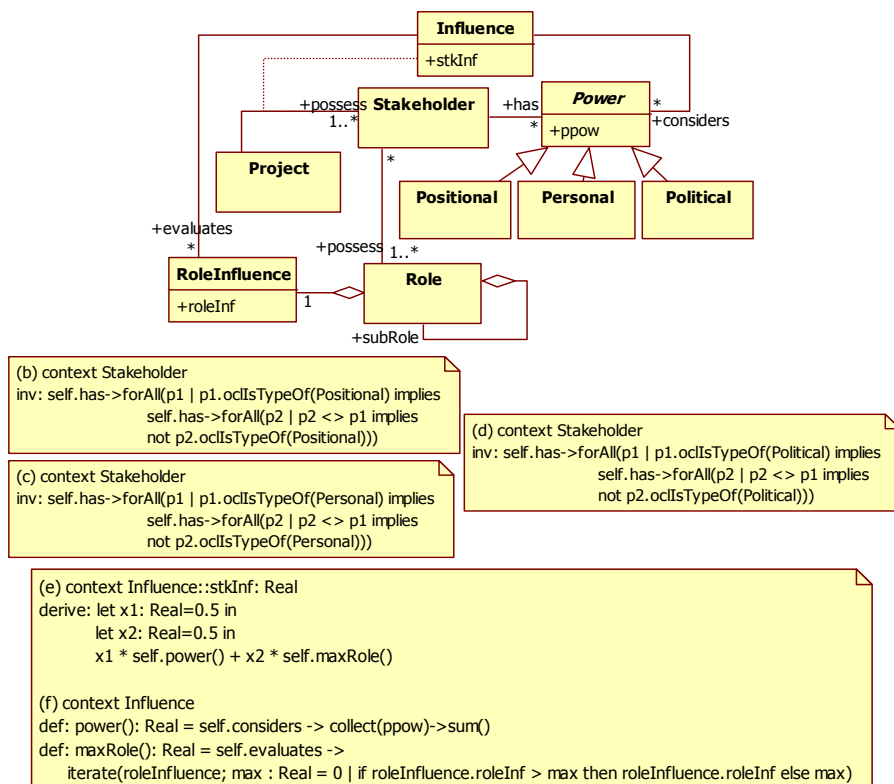 Influence
+stkInf
+possess
1..*
Stakeholder
+has
*
Power
+ppow
*
+considers
Project
*
Positional
Personal
Political
+evaluates
*
+possess
1..*
RoleInfluence
+roleInf
1
Role
+subRole
(b) context Stakeholder
inv: self.has->forAll(p1 | p1.oclIsTypeOf(Positional) implies
self.has->forAll(p2 | p2 <> p1 implies
not p2.oclIsTypeOf(Positional)))
(c) context Stakeholder
inv: self.has->forAll(p1 | p1.oclIsTypeOf(Personal) implies
self.has->forAll(p2 | p2 <> p1 implies
not p2.oclIsTypeOf(Personal)))
(d) context Stakeholder
inv: self.has->forAll(p1 | p1.oclIsTypeOf(Political) implies
self.has->forAll(p2 | p2 <> p1 implies
not p2.oclIsTypeOf(Political)))
(e) context Influence::stkInf: Real
derive: let x1: Real=0.5 in
let x2: Real=0.5 in
x1 * self.power() + x2 * self.maxRole()
(f) context Influence
def: power(): Real = self.considers -> collect(ppow)->sum()
def: maxRole(): Real = self.evaluates ->
iterate(roleInfluence; max : Real = 0 | if roleInfluence.roleInf > max then roleInfluence.roleInf else max)